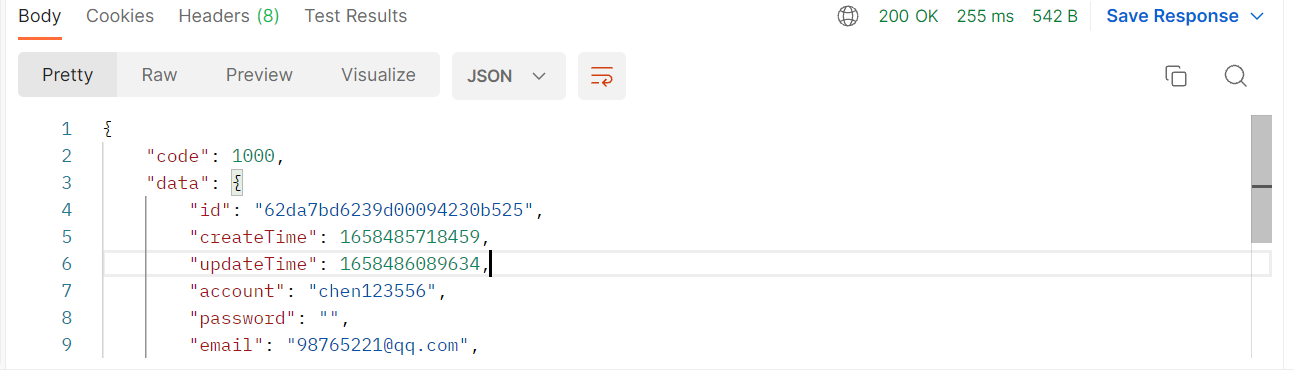 Body Cookies Headers (8) Test Results 200 OK 255 ms 542 B Save Response
Pretty Raw Preview Visualize JSON
1 {
2 "code": 1000,
3 "data": {
4 "id": "62da7bd6239d00094230b525",
5 "createTime": 1658485718459,
6 "updateTime": 1658486089634,
7 "account": "chen123556",
8 "password": "",
9 "email": "98765221@qq.com",